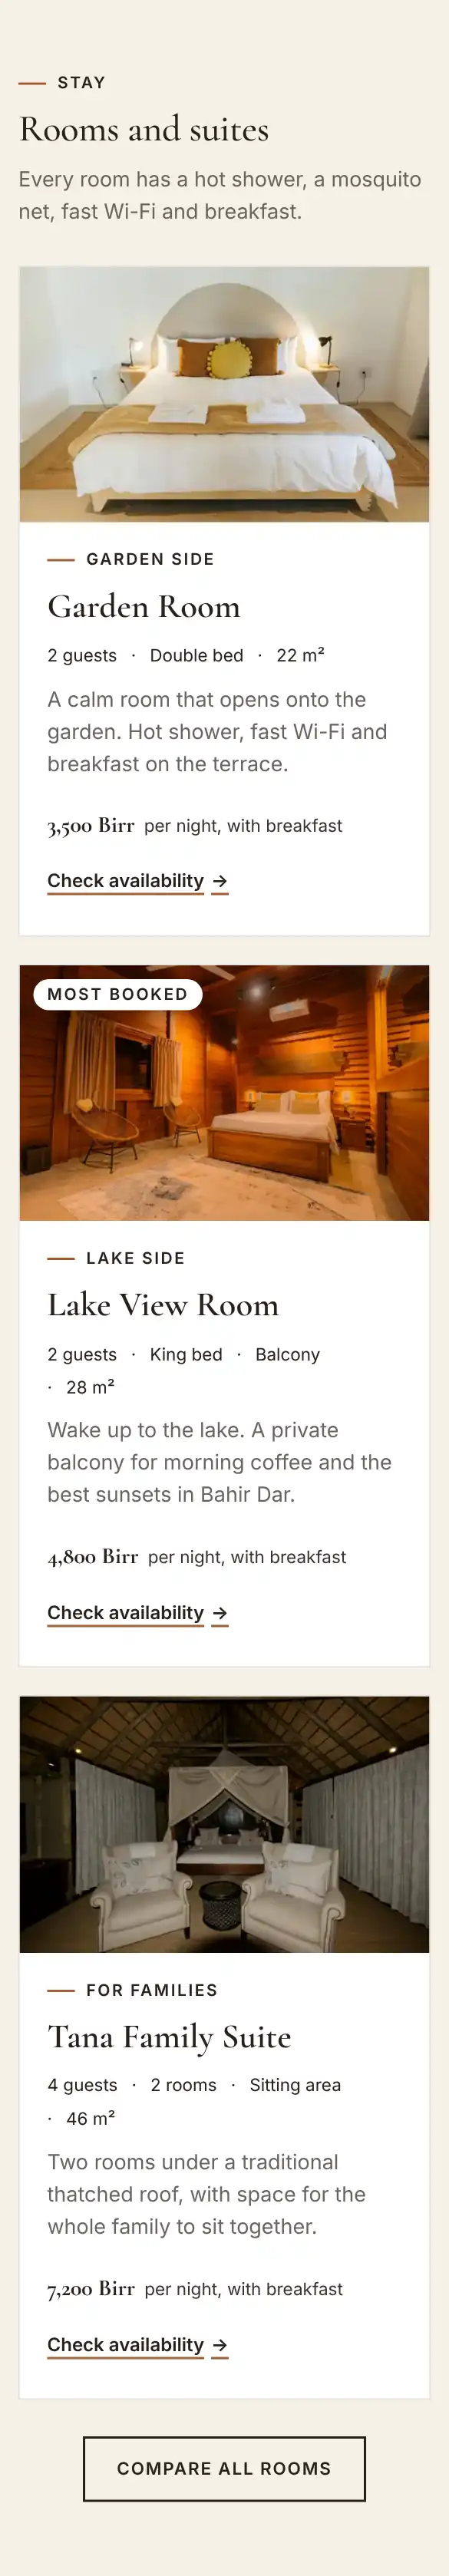 STAY
Rooms and suites
Every room has a hot shower, a mosquito
net, fast Wi-Fi and breakfast.
GARDEN SIDE
Garden Room
2 guests · Double bed · 22 m²
A calm room that opens onto the
garden. Hot shower, fast Wi-Fi and
breakfast on the terrace.
3,500 Birr per night, with breakfast
Check availability →
MOST BOOKED
LAKE SIDE
Lake View Room
2 guests · King bed · Balcony
· 28 m²
Wake up to the lake. A private
balcony for morning coffee and the
best sunsets in Bahir Dar.
4,800 Birr per night, with breakfast
Check availability →
FOR FAMILIES
Tana Family Suite
4 guests · 2 rooms · Sitting area
· 46 m²
Two rooms under a traditional
thatched roof, with space for the
whole family to sit together.
7,200 Birr per night, with breakfast
Check availability →
COMPARE ALL ROOMS